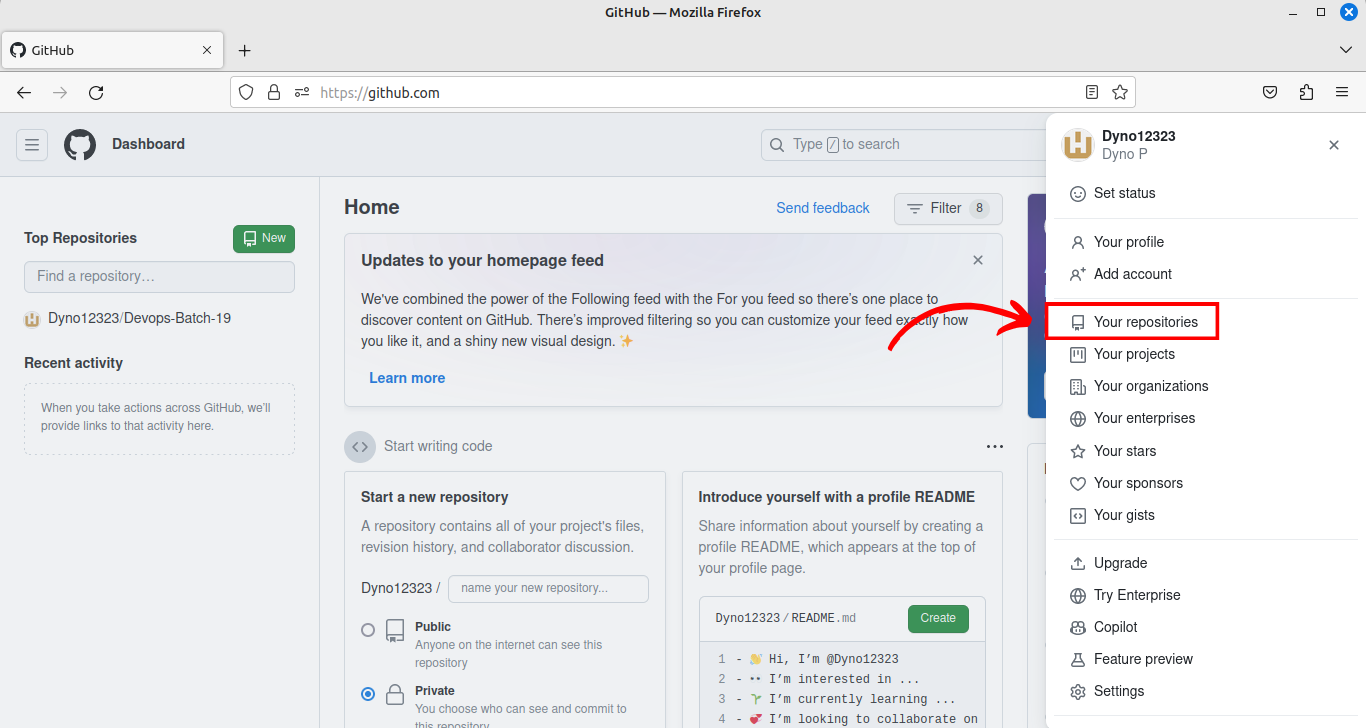 GitHub — Mozilla Firefox
GitHub
https://github.com
Dashboard
Type / to search
Top Repositories
New
Find a repository…
Dyno12323/Devops-Batch-19
Recent activity
When you take actions across GitHub, we'll
provide links to that activity here.
Home
Send feedback
Filter 8
Updates to your homepage feed
We've combined the power of the Following feed with the For you feed so there's one place to
discover content on GitHub. There's improved filtering so you can customize your feed exactly how
you like it, and a shiny new visual design. ✨
Learn more
Start writing code
Start a new repository
A repository contains all of your project's files,
revision history, and collaborator discussion.
Dyno12323 /
name your new repository...
Public
Anyone on the internet can see this
repository
Private
You choose who can see and commit to
this repository
Introduce yourself with a profile README
Share information about yourself by creating a
profile README, which appears at the top of
your profile page.
Dyno12323 / README.md
Create
1 - 👋 Hi, I'm @Dyno12323
2 - 👀 I'm interested in ...
3 - 🌱 I'm currently learning ...
4 - 💞️ I'm looking to collaborate on
Dyno12323
Dyno P
Set status
Your profile
Add account
Your repositories
Your projects
Your organizations
Your enterprises
Your stars
Your sponsors
Your gists
Upgrade
Try Enterprise
Copilot
Feature preview
Settings